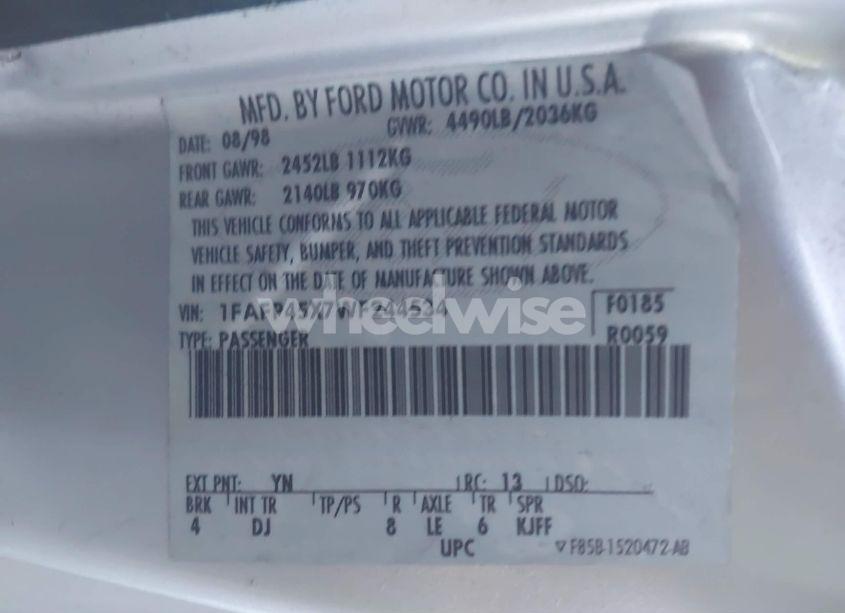 MFD. BY FORD MOTOR CO. IN U.S.A.
DATE: 08/98 GVWR: 4490LB/2036KG
FRONT GAWR: 2452LB 1112KG
REAR GAWR: 2140LB 970KG
THIS VEHICLE CONFORMS TO ALL APPLICABLE FEDERAL MOTOR
VEHICLE SAFETY, BUMPER, AND THEFT PREVENTION STANDARDS
IN EFFECT ON THE DATE OF MANUFACTURE SHOWN ABOVE.
wheelwise
VIN: 1FAFP45X7WF244534 F0185
TYPE: PASSENGER R0059
EXT PNT: YN RC: 13 DSO:
BRK INT TR TP/PS R AXLE TR SPR
4 DJ 8 LE 6 KJFF
UPC F85B-1520472-AB